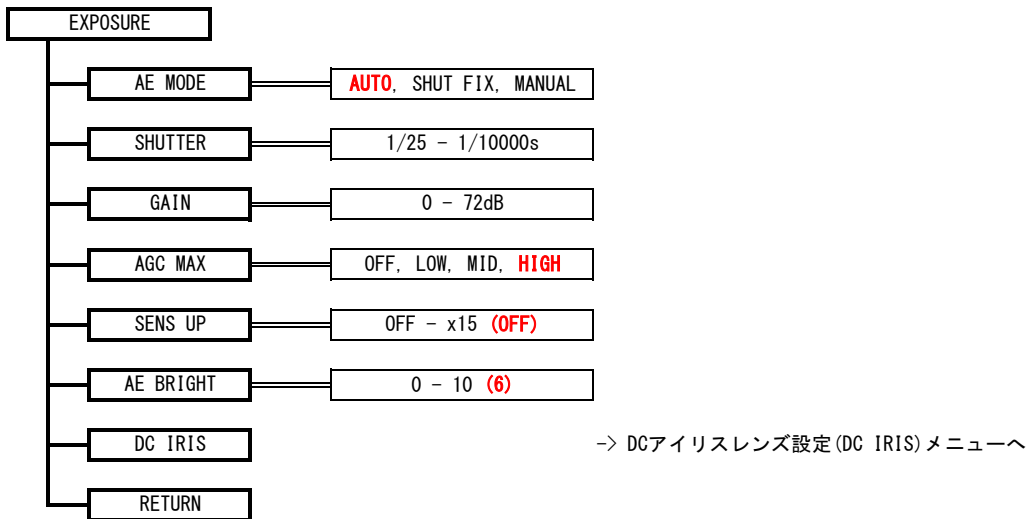 EXPOSURE
AE MODE AUTO, SHUT FIX, MANUAL
SHUTTER 1/25 - 1/10000s
GAIN 0 - 72dB
AGC MAX OFF, LOW, MID, HIGH
SENS UP OFF - x15 (OFF)
AE BRIGHT 0 - 10 (6)
DC IRIS -> DCアイリスレンズ設定(DC IRIS)メニューへ
RETURN